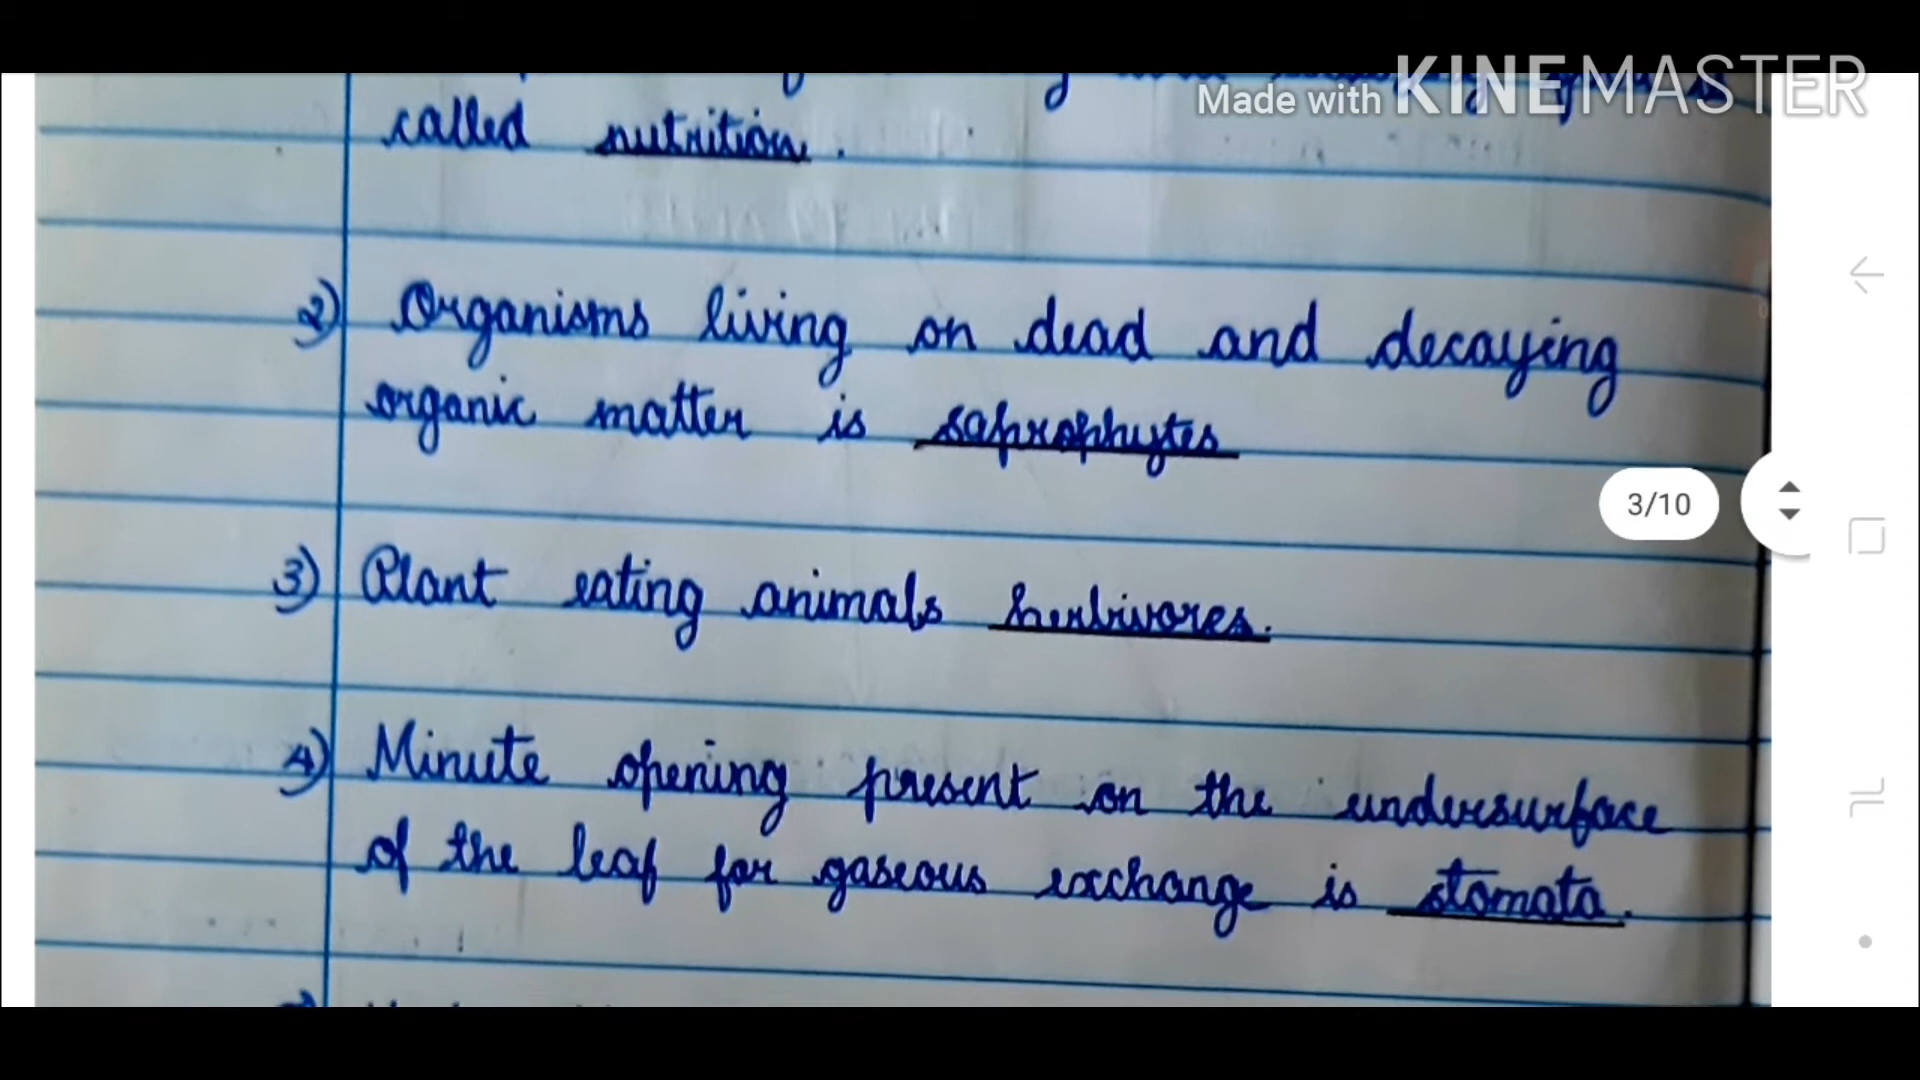 Made with KINEMASTER
called nutrition.
2) Organisms living on dead and decaying
organic matter is saprophytes
3/10
3) Plant eating animals herbivores.
4) Minute opening present on the undersurface
of the leaf for gaseous exchange is stomata.